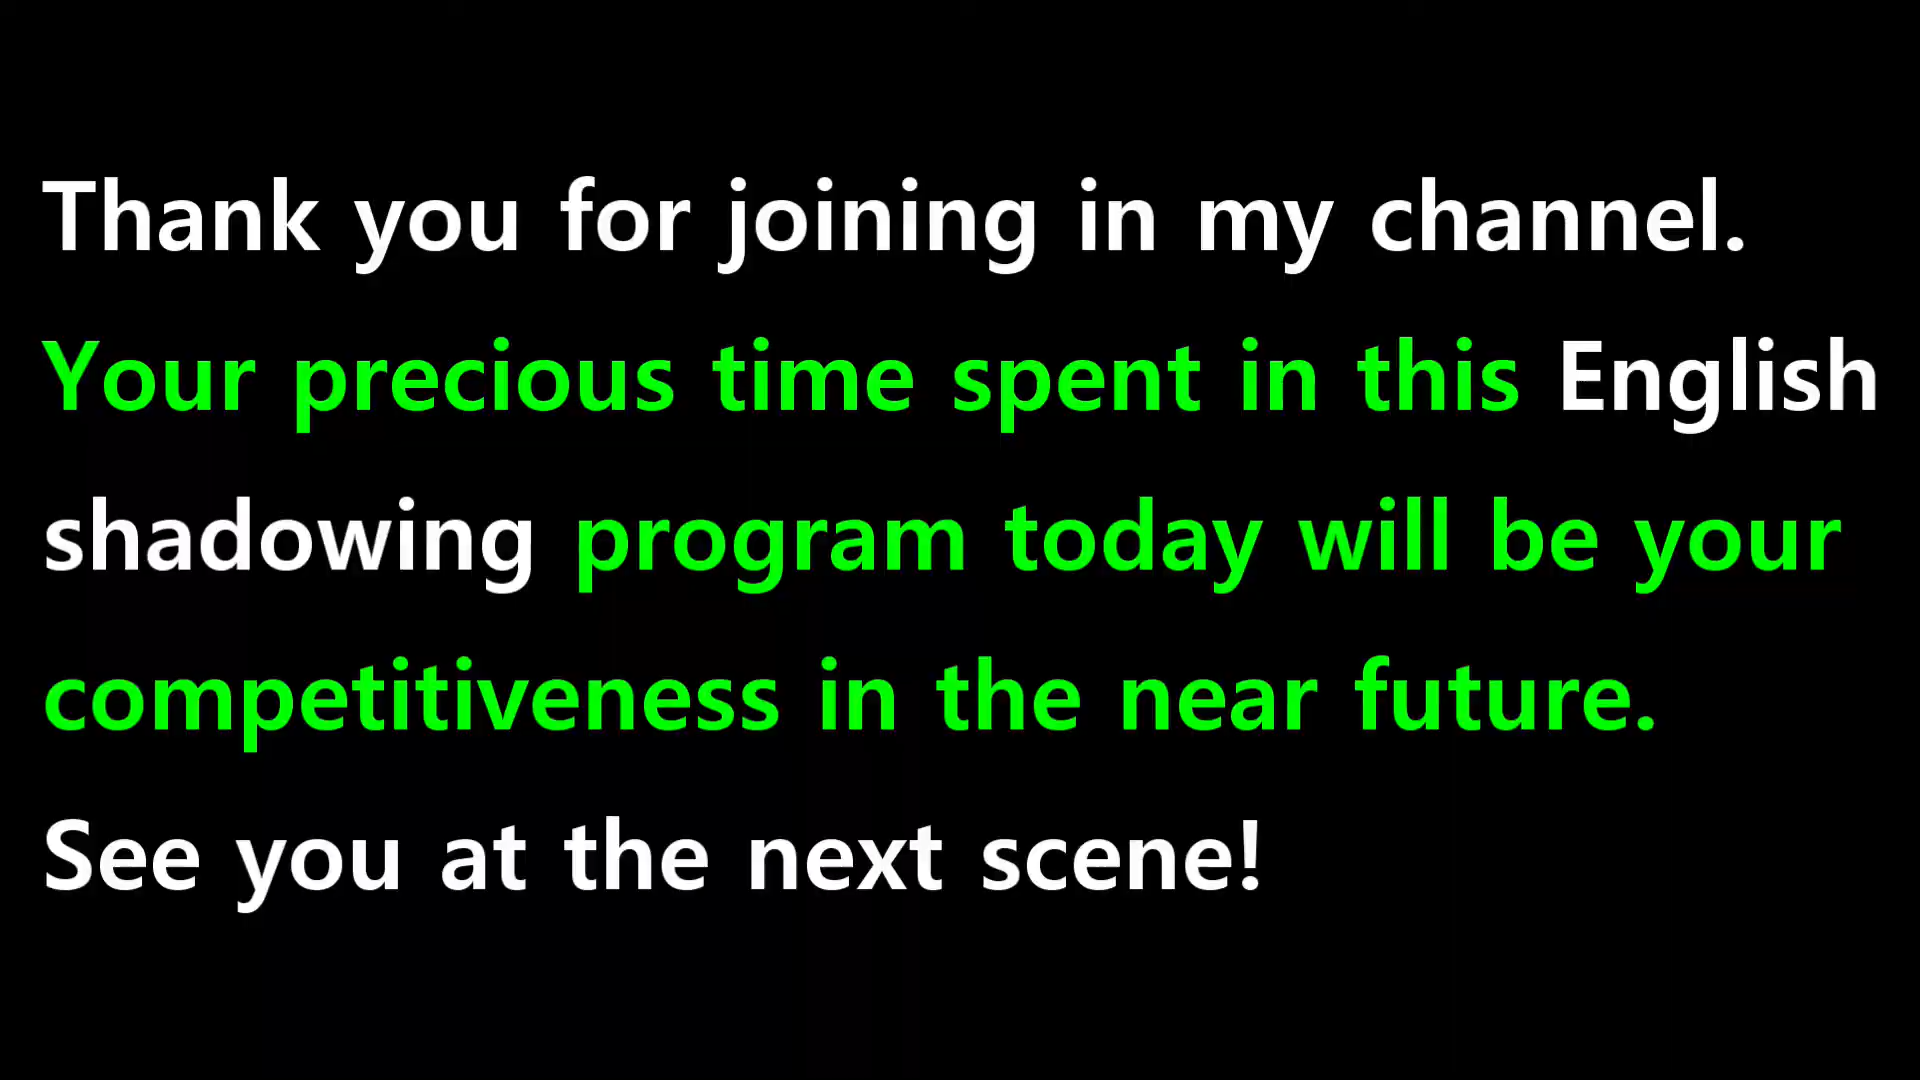 Thank you for joining in my channel.
Your precious time spent in this English
shadowing program today will be your
competitiveness in the near future.
See you at the next scene!